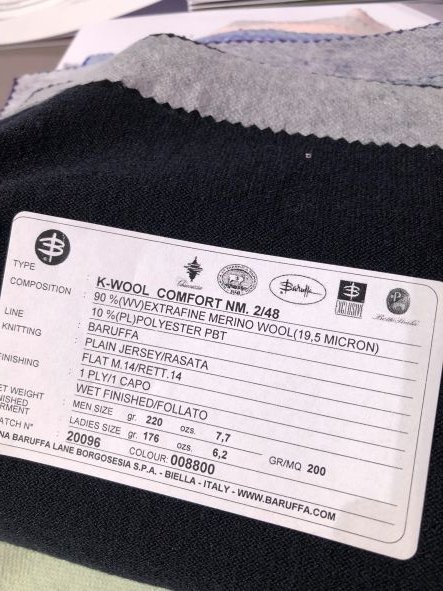 Baruffa
EXCLUSIVE
TYPE K-WOOL COMFORT NM. 2/48
COMPOSITION : 90 %(WV)EXTRAFINE MERINO WOOL(19,5 MICRON)
10 %(PL)POLYESTER PBT
LINE : BARUFFA
KNITTING : PLAIN JERSEY/RASATA
FLAT M.14/RETT.14
1 PLY/1 CAPO
FINISHING : WET FINISHED/FOLLATO
ET WEIGHT : MEN SIZE gr. 220 ozs. 7,7
NISHED
RMENT LADIES SIZE gr. 176 ozs. 6,2 GR/MQ 200
ATCH N° : 20096 COLOUR: 008800
NA BARUFFA LANE BORGOSESIA S.P.A. - BIELLA - ITALY - WWW.BARUFFA.COM